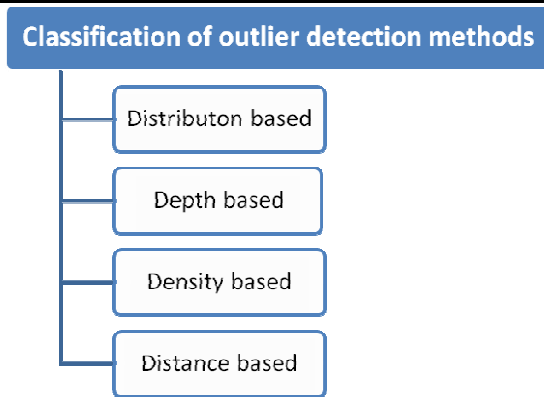 Classification of outlier detection methods
Distributon based
Depth based
Density based
Distance based